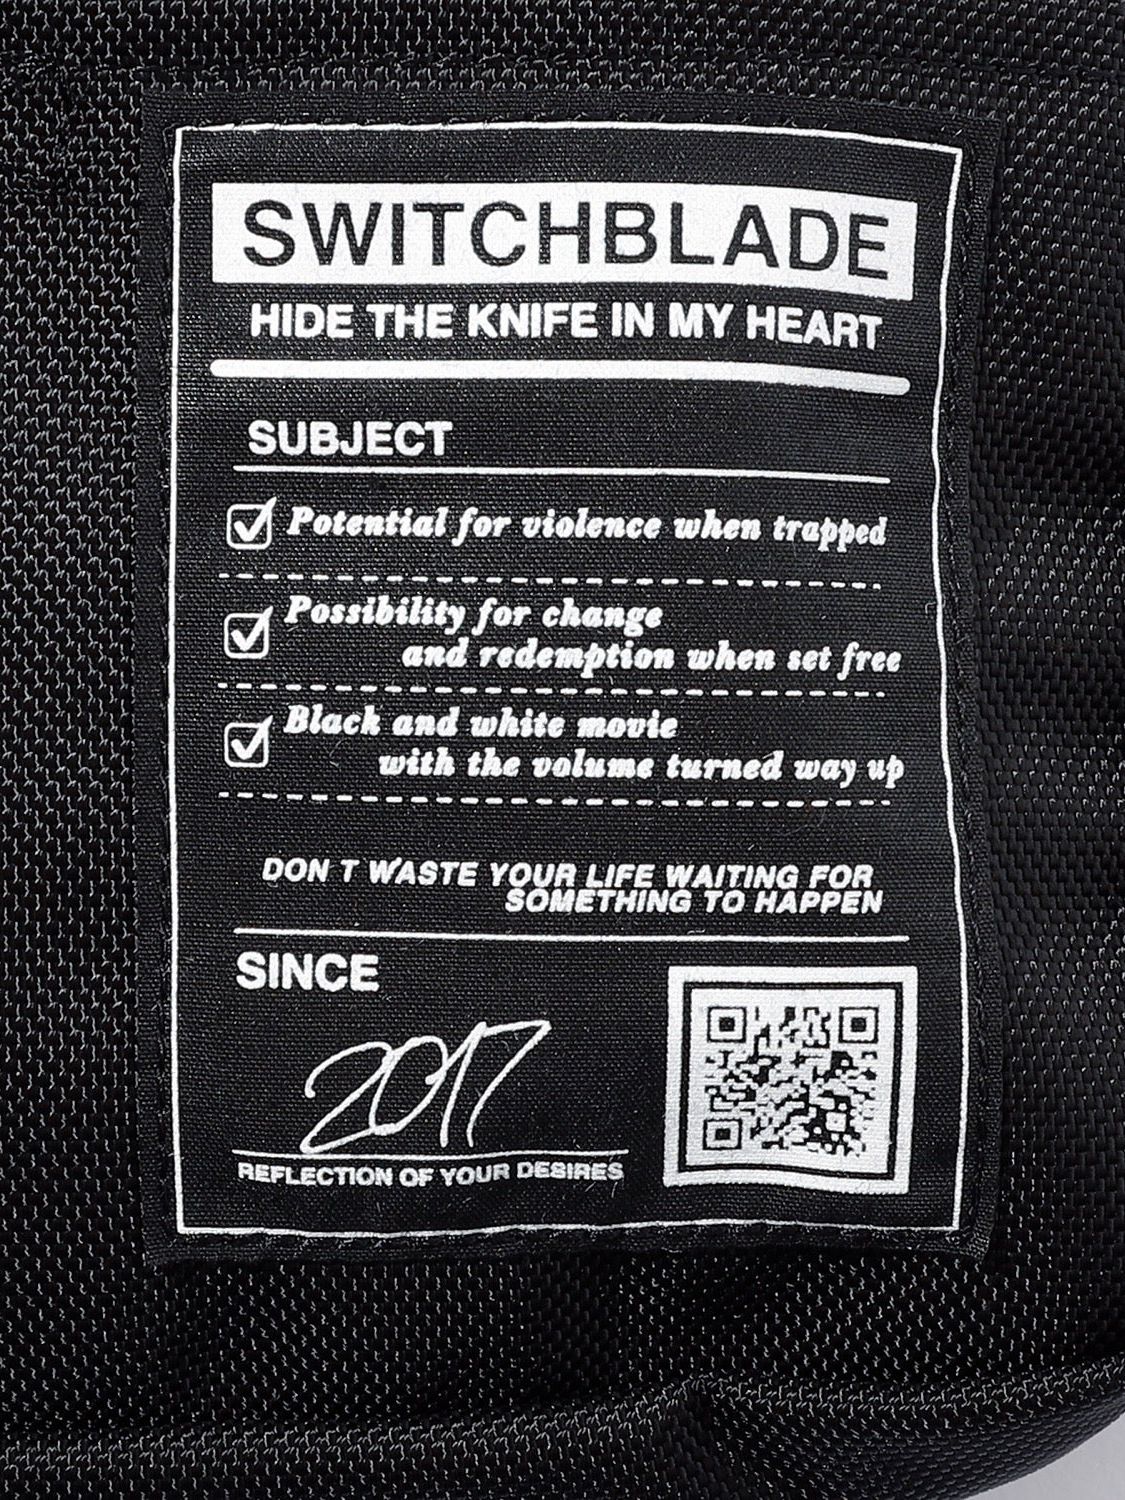 SWITCHBLADE
HIDE THE KNIFE IN MY HEART
SUBJECT
Potential for violence when trapped
Possibility for change
and redemption when set free
Black and white movie
with the volume turned way up
DON T WASTE YOUR LIFE WAITING FOR
SOMETHING TO HAPPEN
SINCE
2017
REFLECTION OF YOUR DESIRES